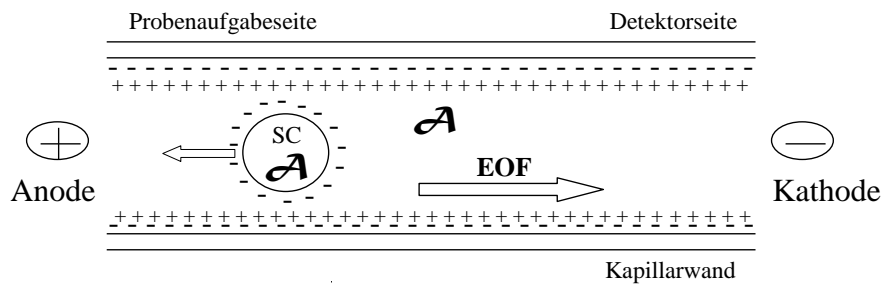 Probenaufgabeseite Detektorseite
- - - - - - - - - - - - - - - - - - - - - - - - - - - - - - - - - - - - - - - -
+ + + + + + + + + + + + + + + + + + + + + + + + + + + + + + + + + + + + + + + +
SC
A
A
+
−
EOF
Anode
Kathode
+ + + + + + + + + + + + + + + + + + + + + + + + + + + + + + + + + + + + + + + +
- - - - - - - - - - - - - - - - - - - - - - - - - - - - - - - - - - - - - - - -
Kapillarwand